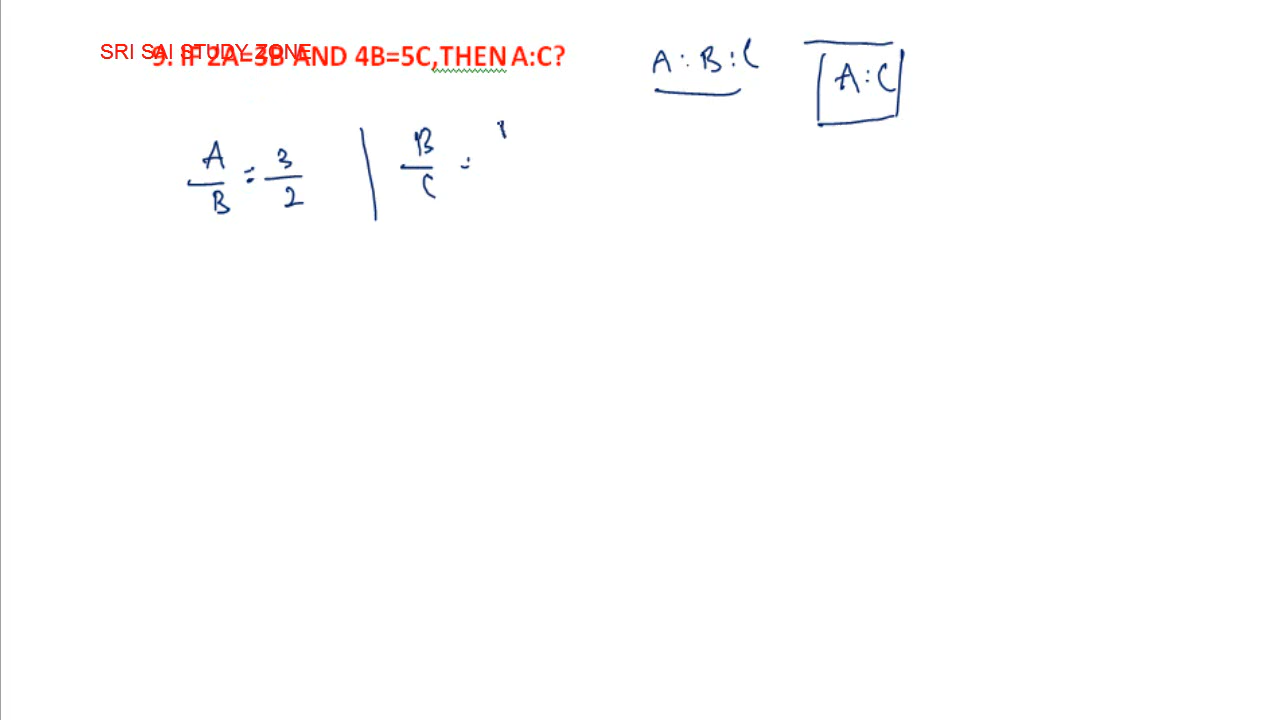 SRI SAI STUDY ZONE
9. IF 2A=3B AND 4B=5C,THEN A:C?
A:B:C
A:C
A/B = 3/2
B/C =